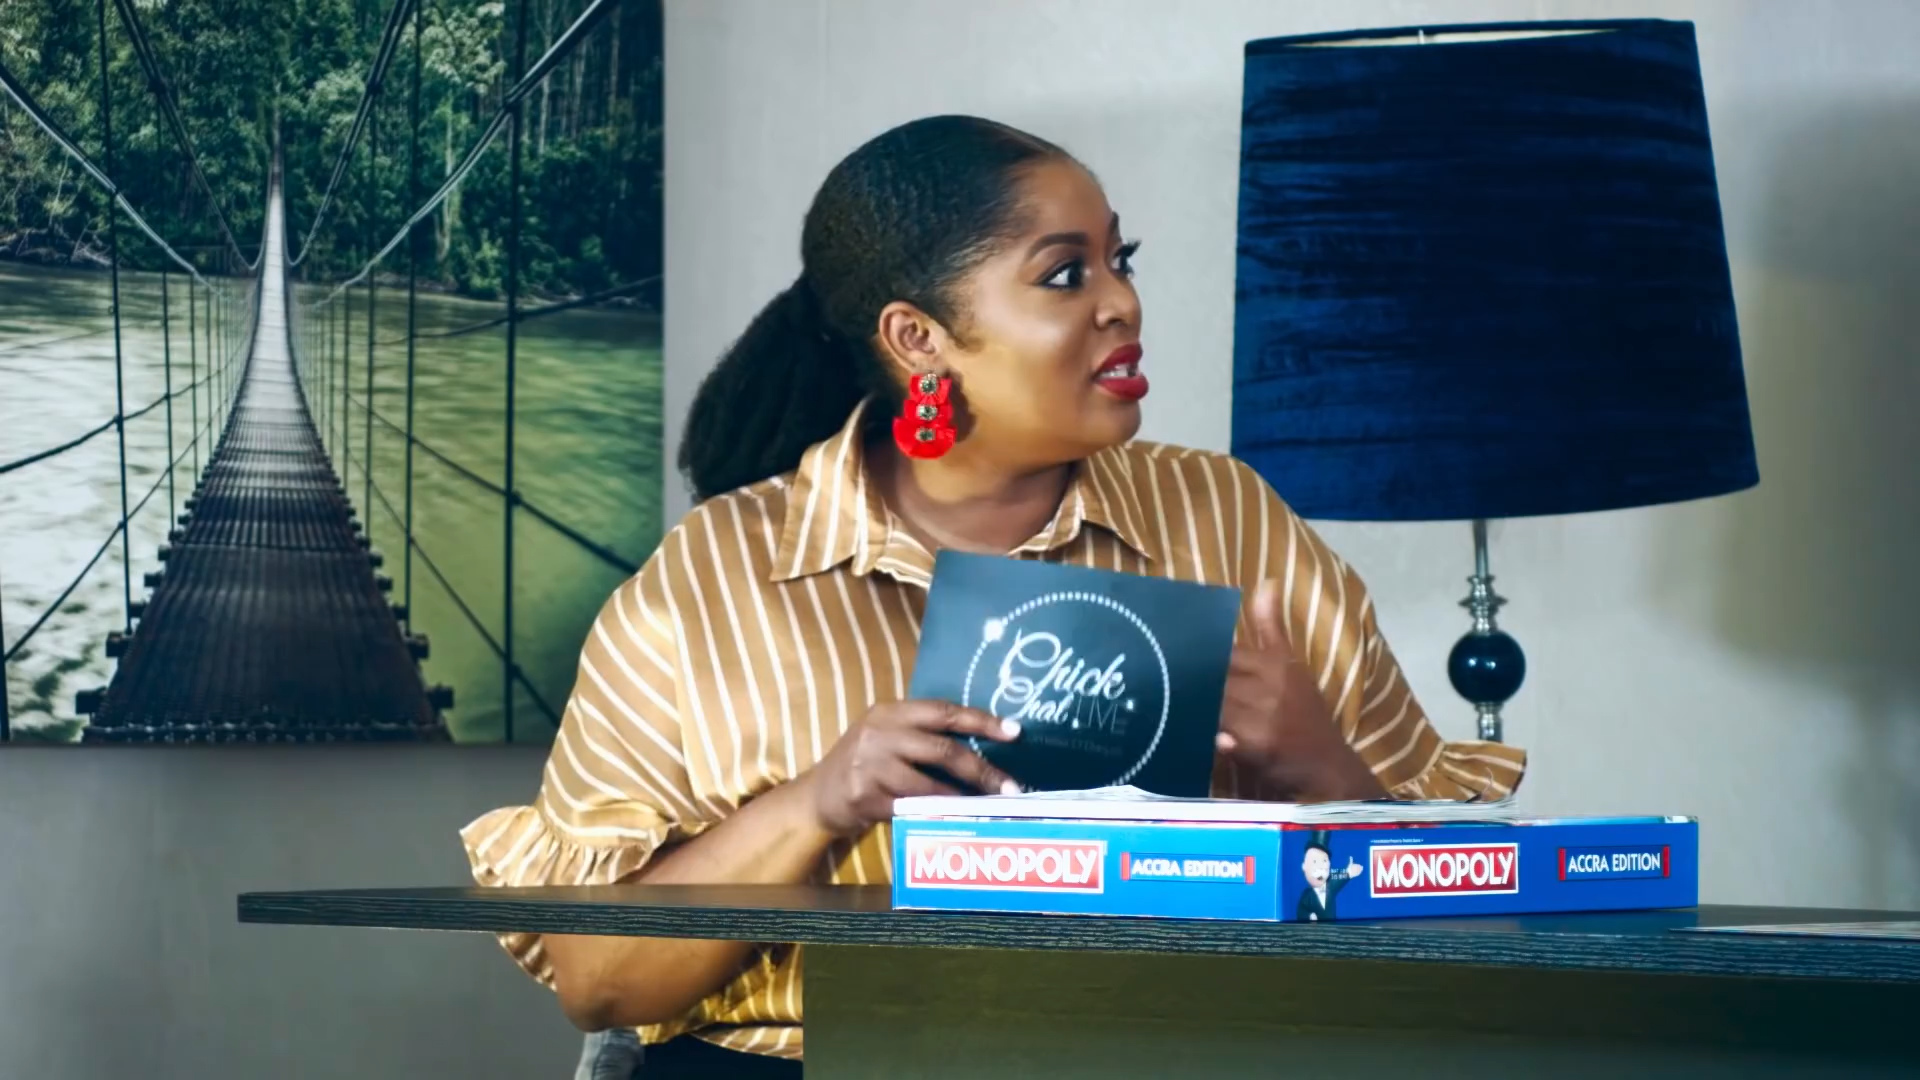 Chick
Chat LIVE
MONOPOLY
ACCRA EDITION
MONOPOLY
ACCRA EDITION